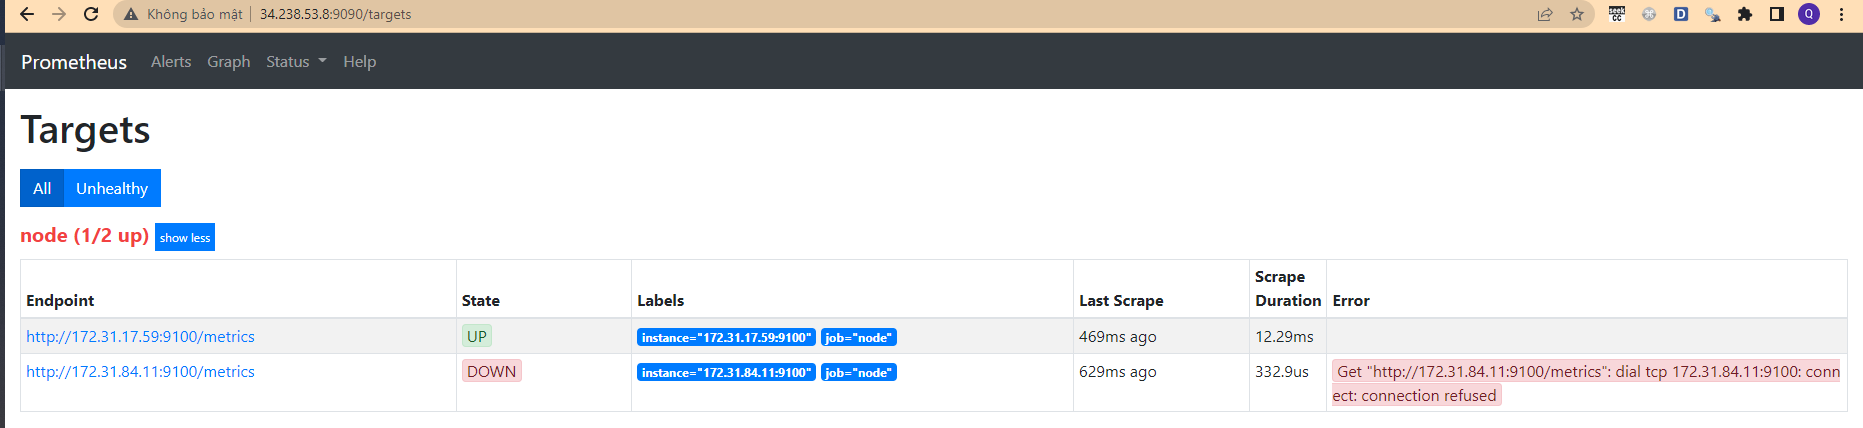 Không bảo mật 34.238.53.8:9090/targets
seek CC D Q
Prometheus Alerts Graph Status Help
Targets
All Unhealthy
node (1/2 up) show less
Endpoint State Labels Last Scrape Scrape Duration Error
http://172.31.17.59:9100/metrics UP instance="172.31.17.59:9100" job="node" 469ms ago 12.29ms
http://172.31.84.11:9100/metrics DOWN instance="172.31.84.11:9100" job="node" 629ms ago 332.9us Get "http://172.31.84.11:9100/metrics": dial tcp 172.31.84.11:9100: conn
ect: connection refused